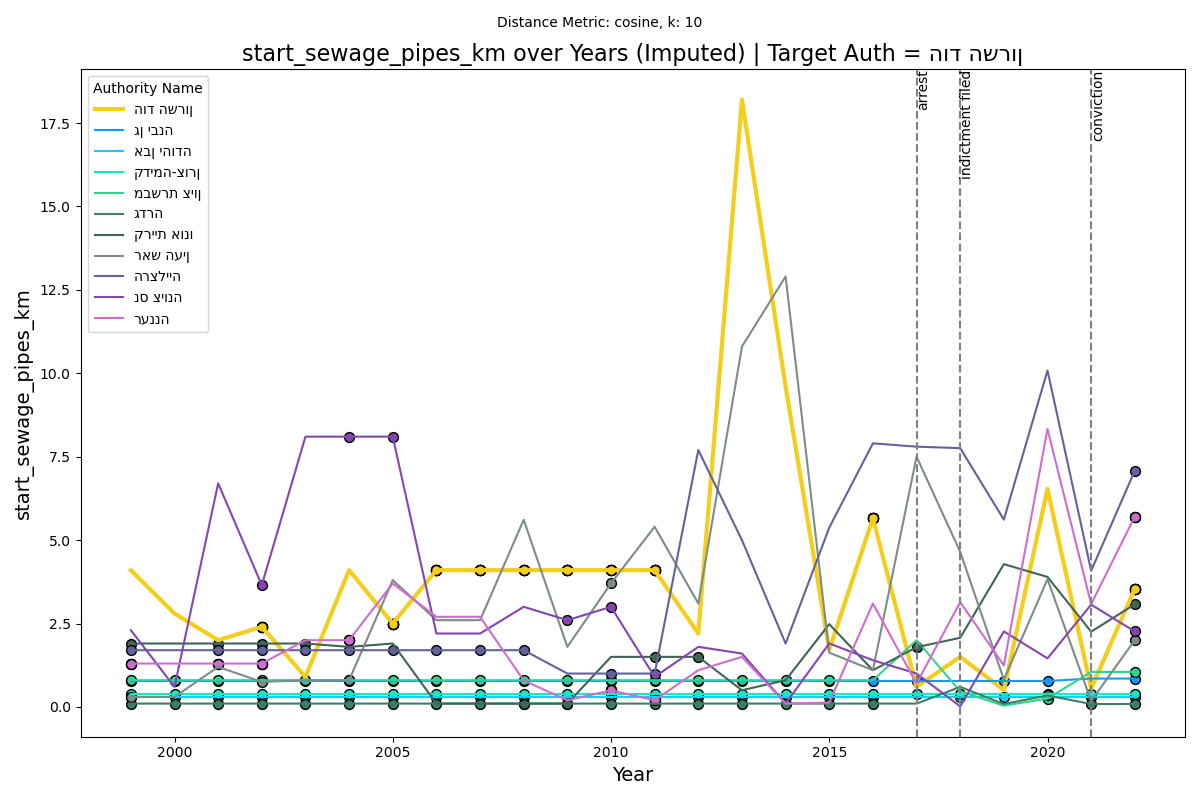 Distance Metric: cosine, k: 10
start_sewage_pipes_km over Years (Imputed) | Target Auth = הוד השרון
Authority Name
הוד השרון
גן יבנה
אבן יהודה
קדימה-צורן
מבשרת ציון
גדרה
קריית אונו
ראש העין
הרצלייה
נס ציונה
רעננה
arrest
indictment filed
conviction
start_sewage_pipes_km
17.5
15.0
12.5
10.0
7.5
5.0
2.5
0.0
2000
2005
2010
2015
2020
Year